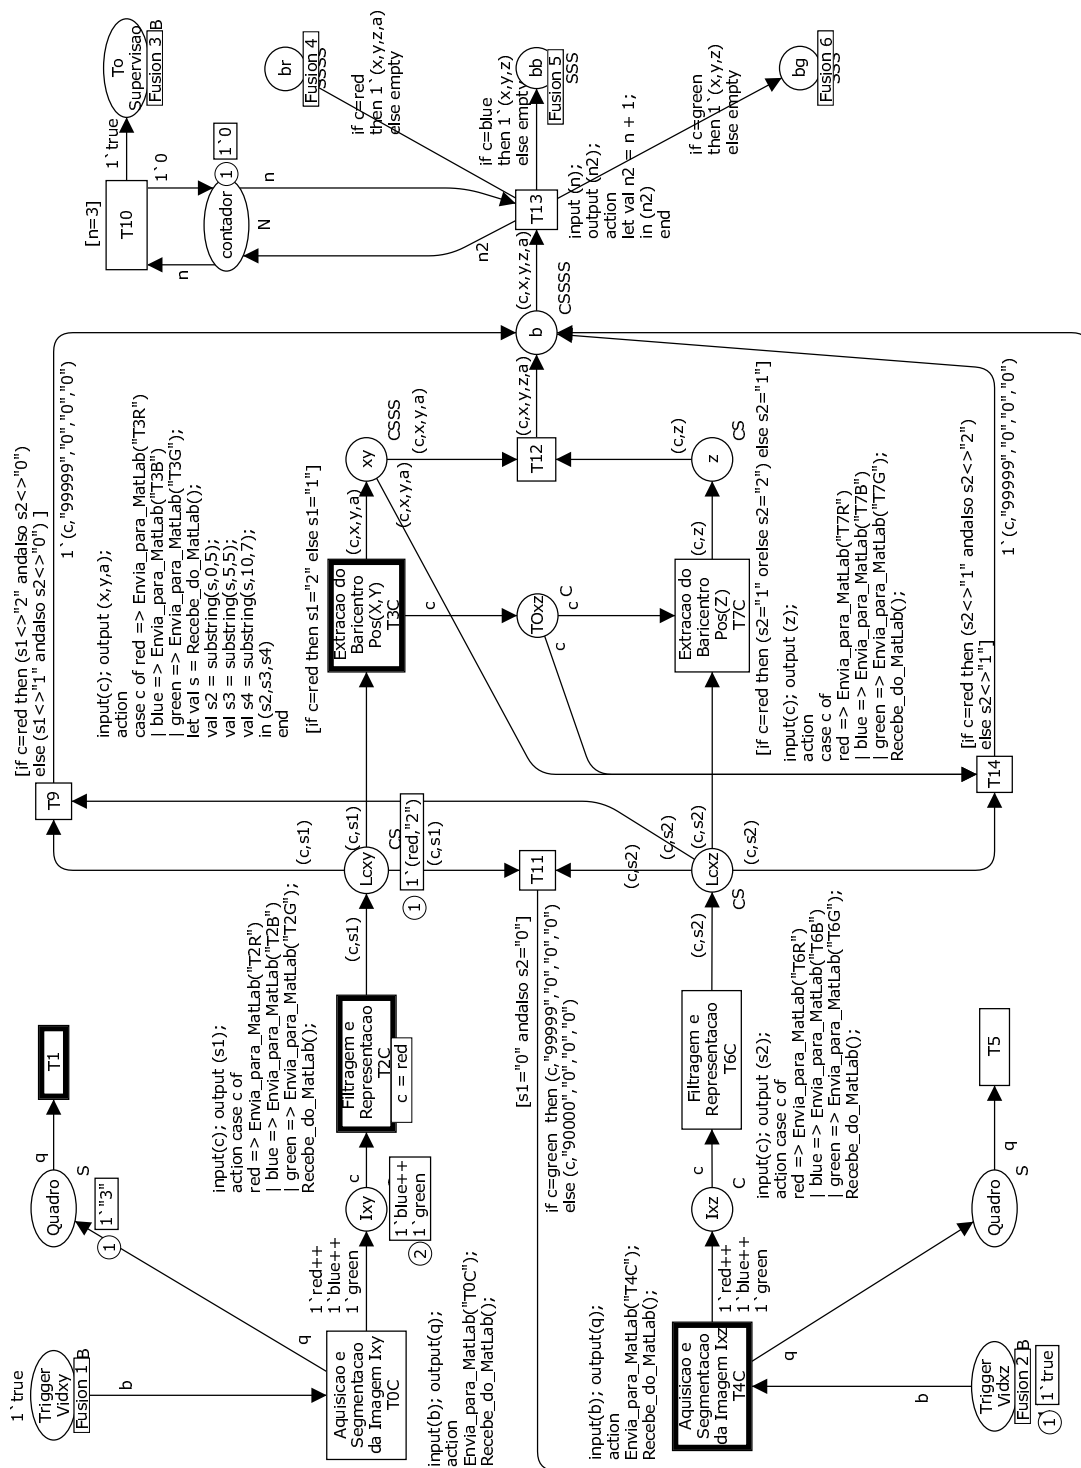 1`true
Trigger
Vidxy
Fusion 1
B
b
Aquisicao e
Segmentacao
da Imagem Ixy
T0C
input(b); output(q);
action
Envia_para_MatLab("T0C");
Recebe_do_MatLab();
q
Quadro
S
1
1`"3"
q
T1
1`red++
1`blue++
1`green
Ixy
2
1`blue++
1`green
c
input(c); output (s1);
action case c of
red => Envia_para_MatLab("T2R")
| blue => Envia_para_MatLab("T2B")
| green => Envia_para_MatLab("T2G");
Recebe_do_MatLab();
Filtragem e
Representacao
T2C
c = red
(c,s1)
Lcxy
CS
1
1`(red,"2")
(c,s1)
(c,s1)
(c,s1)
T9
[if c=red then (s1<>"2" andalso s2<>"0")
else (s1<>"1" andalso s2<>"0") ]
1`(c,"99999","0","0","0")
input(c); output (x,y,a);
action
case c of red => Envia_para_MatLab("T3R")
| blue => Envia_para_MatLab("T3B")
| green => Envia_para_MatLab("T3G");
let val s = Recebe_do_MatLab();
val s2 = substring(s,0,5);
val s3 = substring(s,5,5);
val s4 = substring(s,10,7);
in (s2,s3,s4)
end
[if c=red then s1="2" else s1="1"]
Extracao do
Baricentro
Pos(X,Y)
T3C
(c,x,y,a)
xy
CSSS
(c,x,y,a)
(c,x,y,a)
c
TOxz
C
c
c
T11
[s1="0" andalso s2="0"]
if c=green then (c,"99999","0","0","0")
else (c,"90000","0","0","0")
T12
(c,x,y,z,a)
b
CSSSS
(c,x,y,z,a)
T13
input (n);
output (n2);
action
let val n2 = n + 1;
in (n2)
end
n2
n
contador
N
1
1`0
n
1`0
[n=3]
T10
1`true
To
Supervisao
Fusion 3
B
br
Fusion 4
SSSS
if c=red
then 1`(x,y,z,a)
else empty
bb
Fusion 5
SSS
if c=blue
then 1`(x,y,z)
else empty
bg
Fusion 6
SSS
if c=green
then 1`(x,y,z)
else empty
Trigger
Vidxz
Fusion 2
B
1
1`true
b
Aquisicao e
Segmentacao
da Imagem Ixz
T4C
input(b); output(q);
action
Envia_para_MatLab("T4C");
Recebe_do_MatLab();
q
Quadro
S
q
T5
1`red++
1`blue++
1`green
Ixz
C
c
Filtragem e
Representacao
T6C
input(c); output (s2);
action case c of
red => Envia_para_MatLab("T6R")
| blue => Envia_para_MatLab("T6B")
| green => Envia_para_MatLab("T6G");
Recebe_do_MatLab();
(c,s2)
Lcxz
CS
(c,s2)
(c,s2)
(c,s2)
(c,s2)
[if c=red then (s2="1" orelse s2="2") else s2="1"]
input(c); output (z);
action
case c of
red => Envia_para_MatLab("T7R")
| blue => Envia_para_MatLab("T7B")
| green => Envia_para_MatLab("T7G");
Recebe_do_MatLab();
Extracao do
Baricentro
Pos(Z)
T7C
(c,z)
z
CS
(c,z)
T14
[if c=red then (s2<>"1" andalso s2<>"2")
else s2<>"1"]
1`(c,"99999","0","0","0")